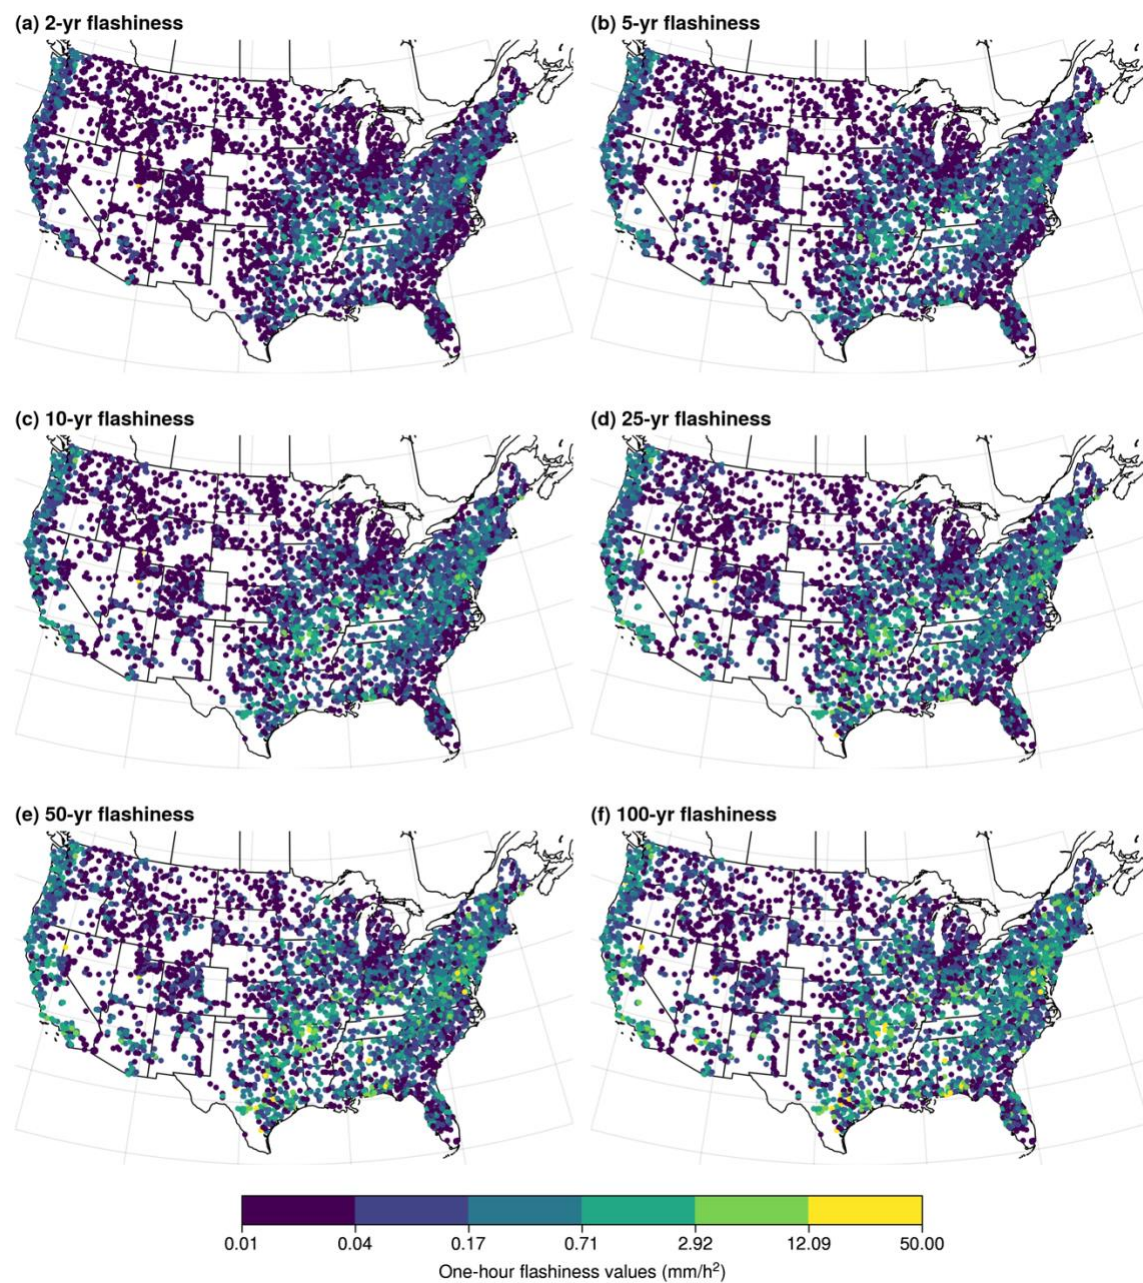 (a) 2-yr flashiness
(b) 5-yr flashiness
(c) 10-yr flashiness
(d) 25-yr flashiness
(e) 50-yr flashiness
(f) 100-yr flashiness
0.01 0.04 0.17 0.71 2.92 12.09 50.00
One-hour flashiness values (mm/h²)